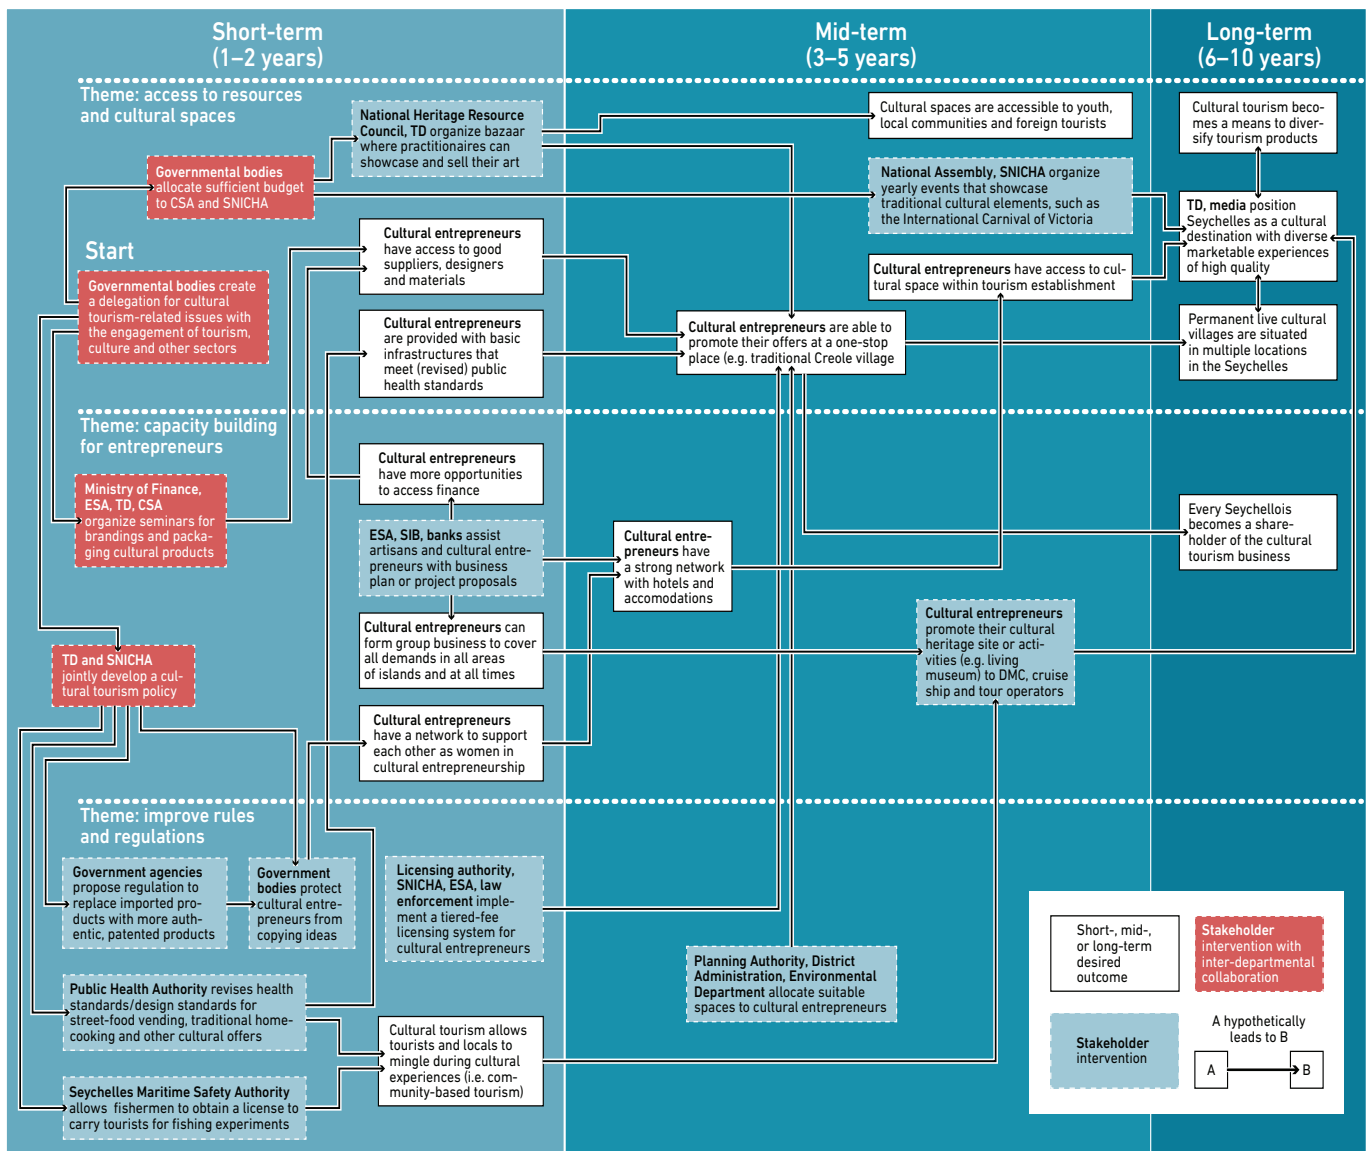 Short-term
(1–2 years)
Mid-term
(3–5 years)
Long-term
(6–10 years)
Theme: access to resources
and cultural spaces
National Heritage Resource
Council, TD organize bazaar
where practitionaires can
showcase and sell their art
Cultural spaces are accessible to youth,
local communities and foreign tourists
Cultural tourism beco-
mes a means to diver-
sify tourism products
Governmental bodies
allocate sufficient budget
to CSA and SNICHA
National Assembly, SNICHA organize
yearly events that showcase
traditional cultural elements, such as
the International Carnival of Victoria
TD, media position
Seychelles as a cultural
destination with diverse
marketable experiences
of high quality
Start
Governmental bodies create
a delegation for cultural
tourism-related issues with
the engagement of tourism,
culture and other sectors
Cultural entrepreneurs
have access to good
suppliers, designers
and materials
Cultural entrepreneurs have access to cul-
tural space within tourism establishment
Cultural entrepreneurs
are provided with basic
infrastructures that
meet (revised) public
health standards
Cultural entrepreneurs are able to
promote their offers at a one-stop
place (e.g. traditional Creole village
Permanent live cultural
villages are situated
in multiple locations
in the Seychelles
Theme: capacity building
for entrepreneurs
Cultural entrepreneurs
have more opportunities
to access finance
Ministry of Finance,
ESA, TD, CSA
organize seminars for
brandings and packa-
ging cultural products
ESA, SIB, banks assist
artisans and cultural entre-
preneurs with business
plan or project proposals
Cultural entre-
preneurs have
a strong network
with hotels and
accomodations
Every Seychellois
becomes a share-
holder of the cultural
tourism business
Cultural entrepreneurs can
form group business to cover
all demands in all areas
of islands and at all times
Cultural entrepreneurs
promote their cultural
heritage site or acti-
vities (e.g. living
museum) to DMC, cruise
ship and tour operators
TD and SNICHA
jointly develop a cul-
tural tourism policy
Cultural entrepreneurs
have a network to support
each other as women in
cultural entrepreneurship
Theme: improve rules
and regulations
Government agencies
propose regulation to
replace imported pro-
ducts with more auth-
entic, patented products
Government
bodies protect
cultural entre-
preneurs from
copying ideas
Licensing authority,
SNICHA, ESA, law
enforcement imple-
ment a tiered-fee
licensing system for
cultural entrepreneurs
Planning Authority, District
Administration, Environmental
Department allocate suitable
spaces to cultural entrepreneurs
Public Health Authority revises health
standards/design standards for
street-food vending, traditional home-
cooking and other cultural offers
Cultural tourism allows
tourists and locals to
mingle during cultural
experiences (i.e. com-
munity-based tourism)
Seychelles Maritime Safety Authority
allows fishermen to obtain a license to
carry tourists for fishing experiments
Short-, mid-,
or long-term
desired
outcome
Stakeholder
intervention with
inter-departmental
collaboration
Stakeholder
intervention
A hypothetically
leads to B
A
B